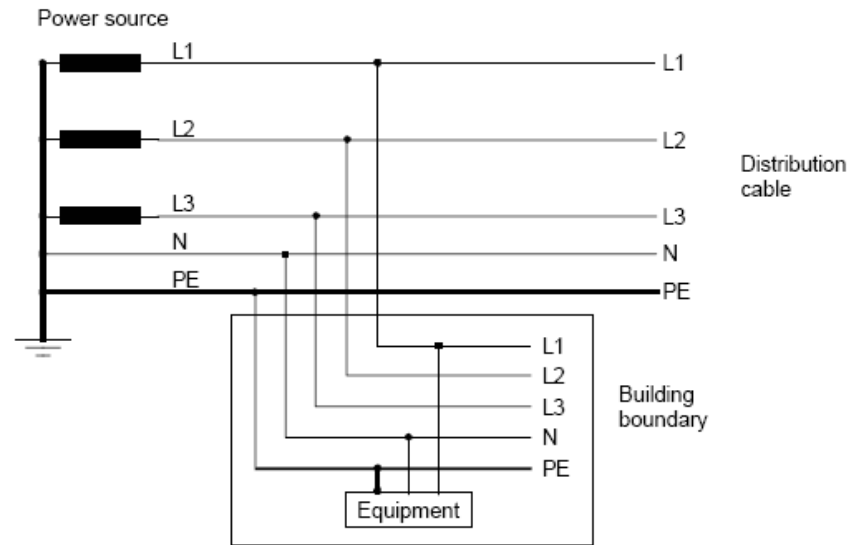 Power source
L1
L1
L2
L2
Distribution
cable
L3
L3
N
N
PE
PE
L1
L2
L3
N
PE
Building
boundary
Equipment